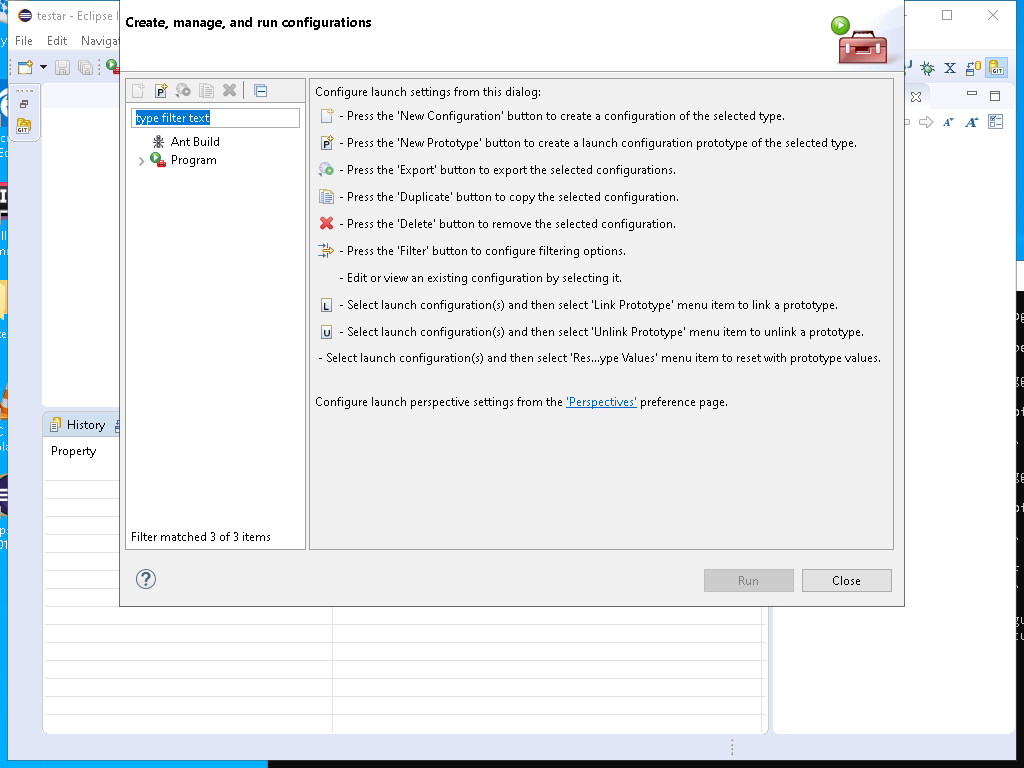 testar - Eclipse I
File Edit Naviga
Create, manage, and run configurations
type filter text
Ant Build
Program
Filter matched 3 of 3 items
Configure launch settings from this dialog:
- Press the 'New Configuration' button to create a configuration of the selected type.
- Press the 'New Prototype' button to create a launch configuration prototype of the selected type.
- Press the 'Export' button to export the selected configurations.
- Press the 'Duplicate' button to copy the selected configuration.
- Press the 'Delete' button to remove the selected configuration.
- Press the 'Filter' button to configure filtering options.
- Edit or view an existing configuration by selecting it.
- Select launch configuration(s) and then select 'Link Prototype' menu item to link a prototype.
- Select launch configuration(s) and then select 'Unlink Prototype' menu item to unlink a prototype.
- Select launch configuration(s) and then select 'Res...ype Values' menu item to reset with prototype values.
Configure launch perspective settings from the 'Perspectives' preference page.
Run Close
History
Property